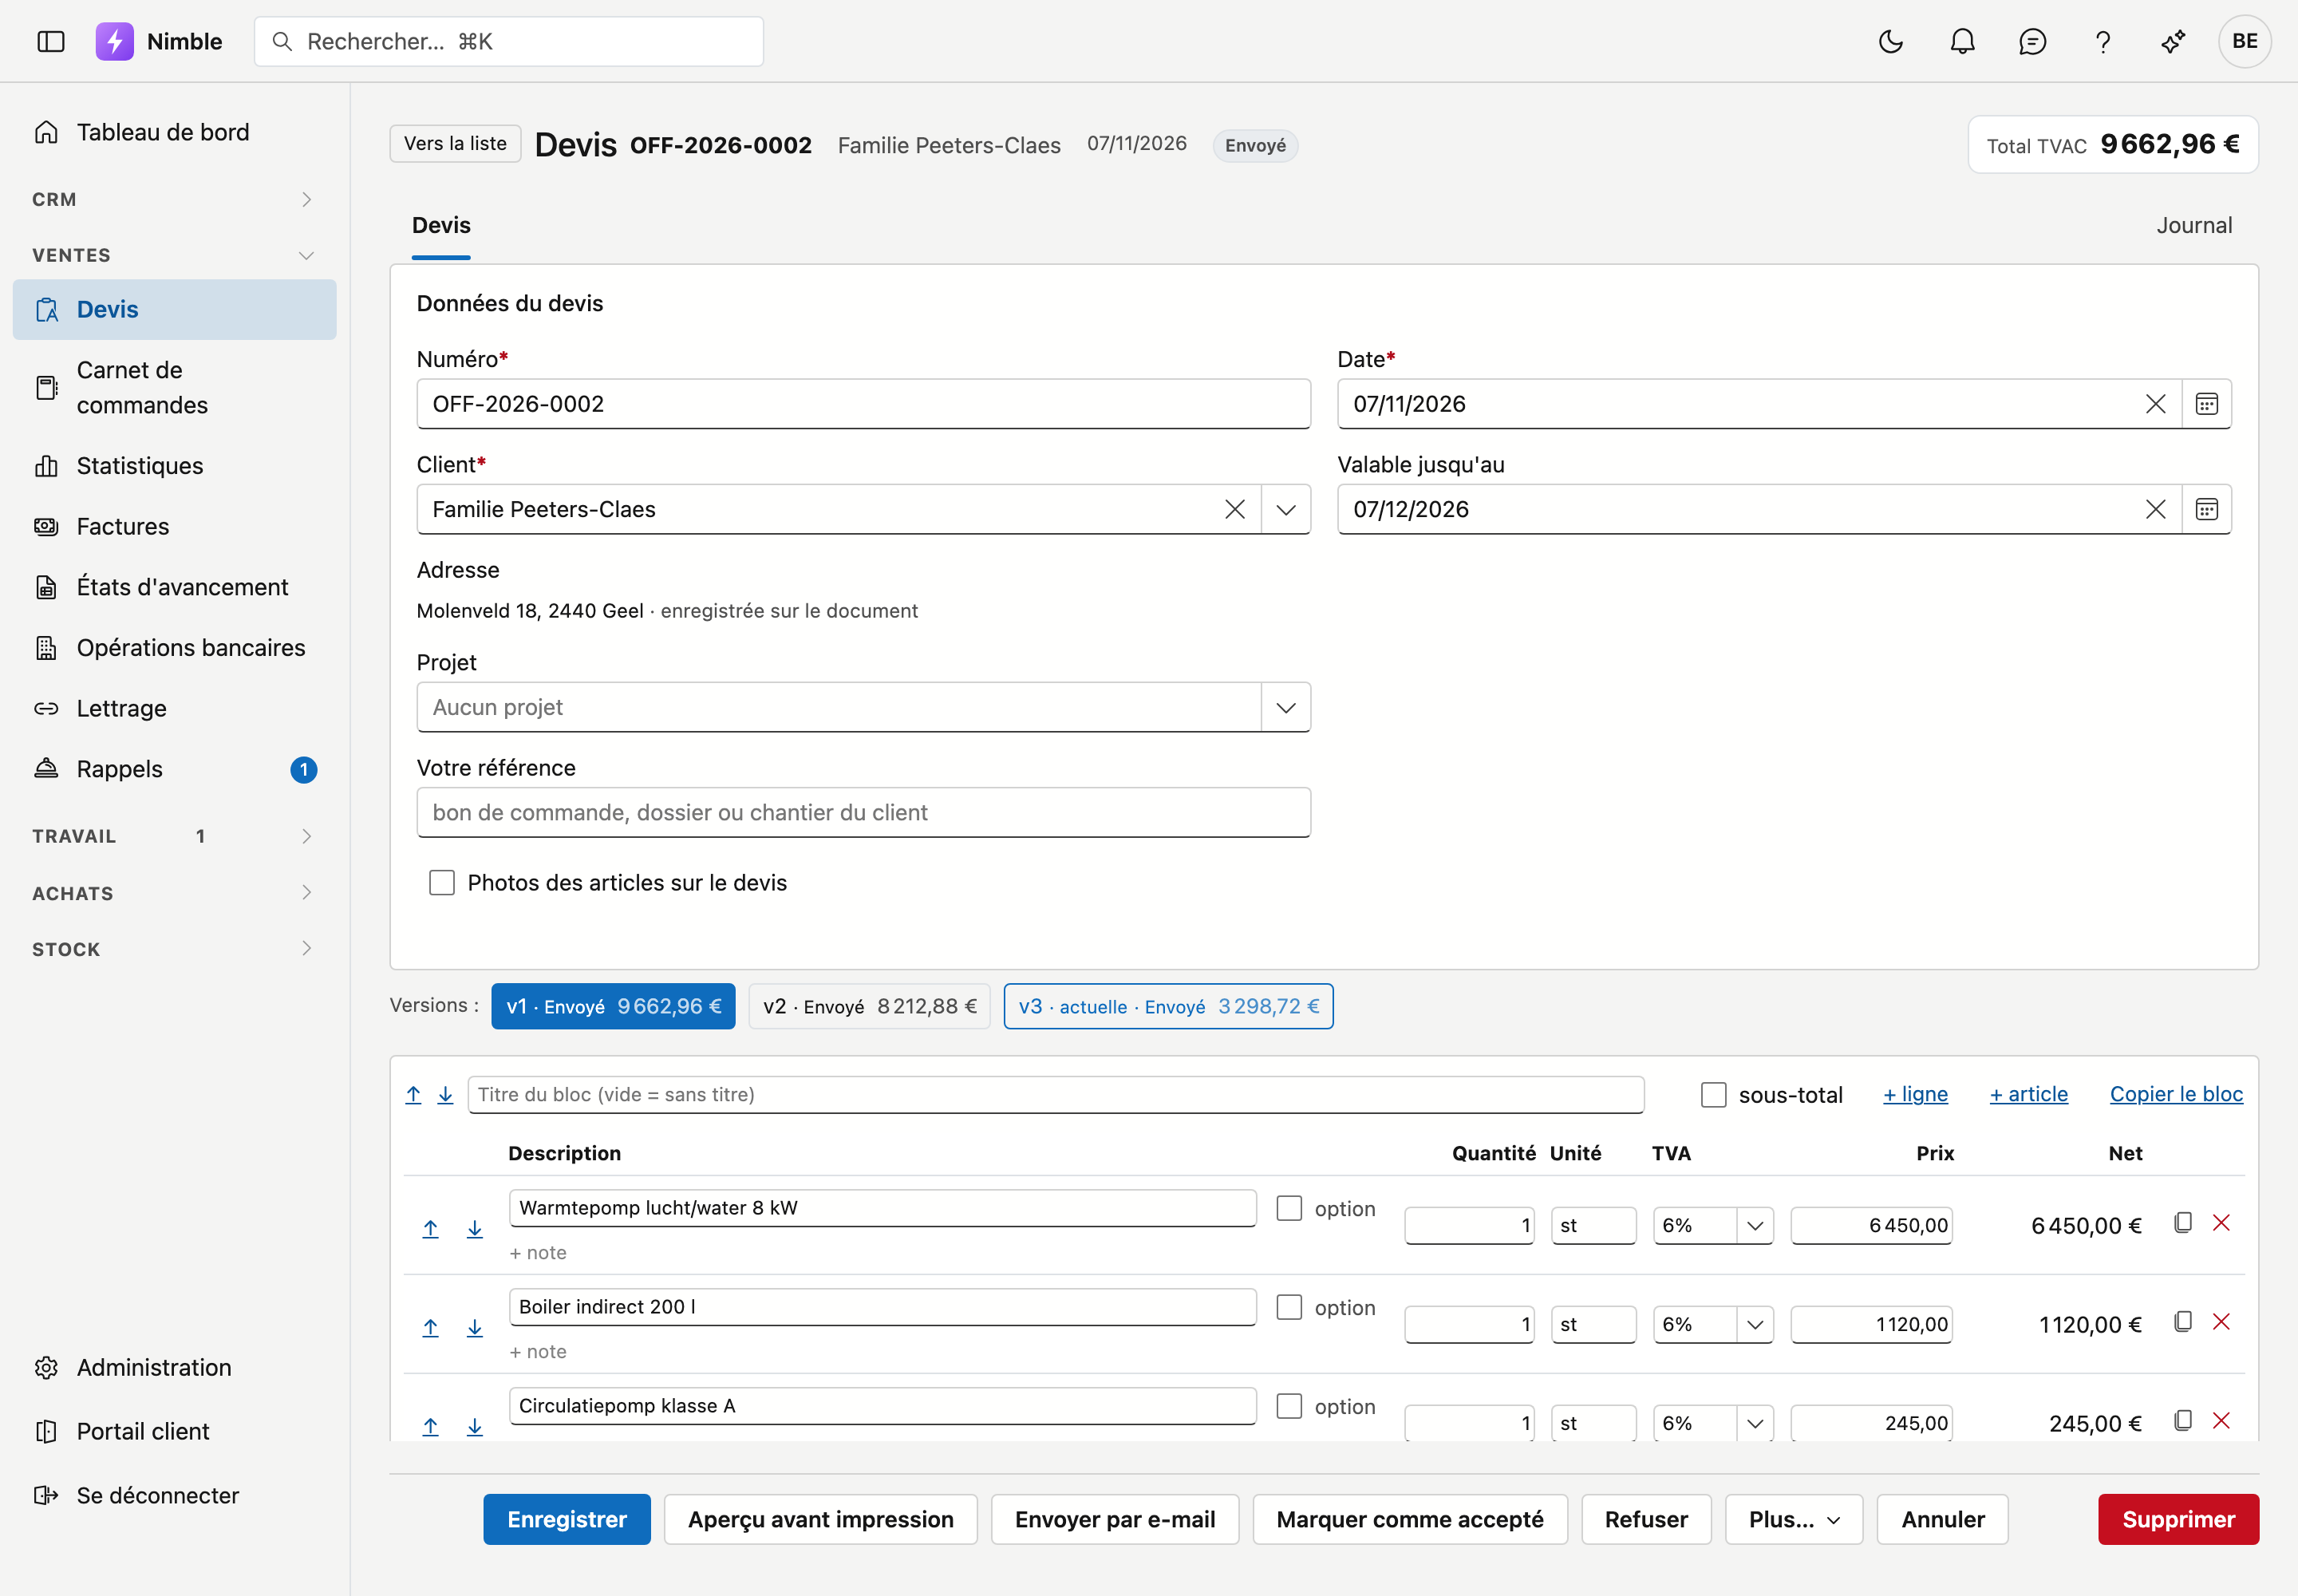 Nimble
Rechercher... ⌘K
BE
Tableau de bord
CRM
VENTES
Devis
Carnet de
commandes
Statistiques
Factures
États d'avancement
Opérations bancaires
Lettrage
Rappels 1
TRAVAIL 1
ACHATS
STOCK
Administration
Portail client
Se déconnecter
Vers la liste Devis OFF-2026-0002 Familie Peeters-Claes 07/11/2026 Envoyé Total TVAC 9 662,96 €
Devis Journal
Données du devis
Numéro* Date*
OFF-2026-0002 07/11/2026
Client* Valable jusqu'au
Familie Peeters-Claes 07/12/2026
Adresse
Molenveld 18, 2440 Geel · enregistrée sur le document
Projet
Aucun projet
Votre référence
bon de commande, dossier ou chantier du client
Photos des articles sur le devis
Versions : v1 · Envoyé 9 662,96 € v2 · Envoyé 8 212,88 € v3 · actuelle · Envoyé 3 298,72 €
Titre du bloc (vide = sans titre) sous-total + ligne + article Copier le bloc
Description Quantité Unité TVA Prix Net
Warmtepomp lucht/water 8 kW option 1 st 6% 6 450,00 6 450,00 €
+ note
Boiler indirect 200 l option 1 st 6% 1 120,00 1 120,00 €
+ note
Circulatiepomp klasse A option 1 st 6% 245,00 245,00 €
Enregistrer Aperçu avant impression Envoyer par e-mail Marquer comme accepté Refuser Plus... Annuler Supprimer